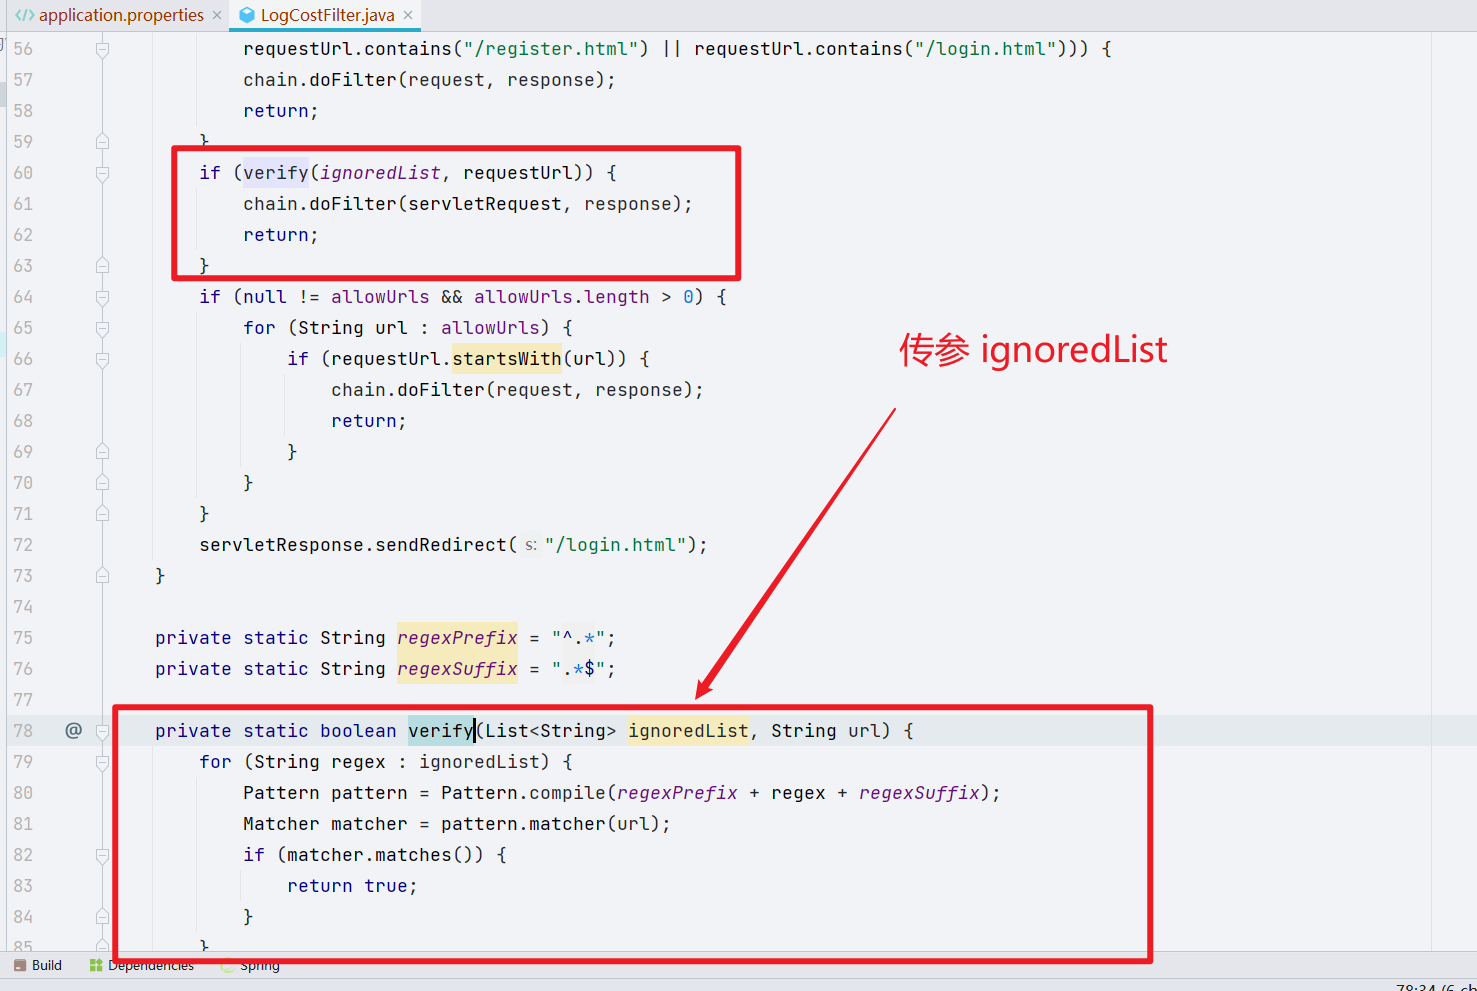 application.properties × LogCostFilter.java ×
56 requestUrl.contains("/register.html") || requestUrl.contains("/login.html"))) {
57 chain.doFilter(request, response);
58 return;
59 }
60 if (verify(ignoredList, requestUrl)) {
61 chain.doFilter(servletRequest, response);
62 return;
63 }
64 if (null != allowUrls && allowUrls.length > 0) {
65 for (String url : allowUrls) {
66 if (requestUrl.startsWith(url)) {
传参 ignoredList
67 chain.doFilter(request, response);
68 return;
69 }
70 }
71 }
72 servletResponse.sendRedirect( s: "/login.html");
73 }
74
75 private static String regexPrefix = "^.*";
76 private static String regexSuffix = ".*$";
77
78 @ private static boolean verify(List<String> ignoredList, String url) {
79 for (String regex : ignoredList) {
80 Pattern pattern = Pattern.compile(regexPrefix + regex + regexSuffix);
81 Matcher matcher = pattern.matcher(url);
82 if (matcher.matches()) {
83 return true;
84 }
85 }
Build Dependencies Spring